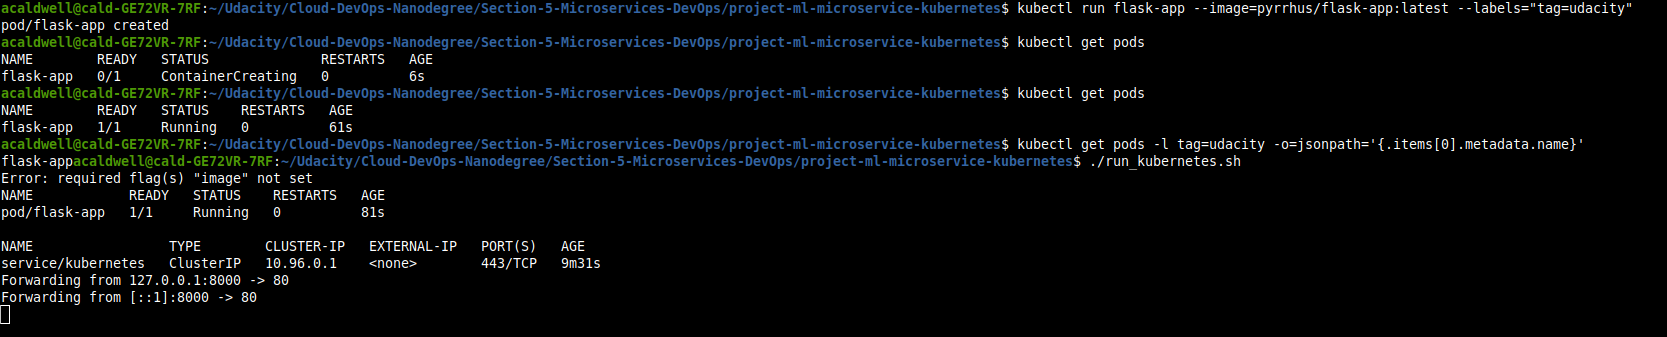 acaldwell@cald-GE72VR-7RF:~/Udacity/Cloud-DevOps-Nanodegree/Section-5-Microservices-DevOps/project-ml-microservice-kubernetes$ kubectl run flask-app --image=pyrrhus/flask-app:latest --labels="tag=udacity"
pod/flask-app created
acaldwell@cald-GE72VR-7RF:~/Udacity/Cloud-DevOps-Nanodegree/Section-5-Microservices-DevOps/project-ml-microservice-kubernetes$ kubectl get pods
NAME        READY   STATUS              RESTARTS   AGE
flask-app   0/1     ContainerCreating   0          6s
acaldwell@cald-GE72VR-7RF:~/Udacity/Cloud-DevOps-Nanodegree/Section-5-Microservices-DevOps/project-ml-microservice-kubernetes$ kubectl get pods
NAME        READY   STATUS    RESTARTS   AGE
flask-app   1/1     Running   0          61s
acaldwell@cald-GE72VR-7RF:~/Udacity/Cloud-DevOps-Nanodegree/Section-5-Microservices-DevOps/project-ml-microservice-kubernetes$ kubectl get pods -l tag=udacity -o=jsonpath='{.items[0].metadata.name}'
flask-appacaldwell@cald-GE72VR-7RF:~/Udacity/Cloud-DevOps-Nanodegree/Section-5-Microservices-DevOps/project-ml-microservice-kubernetes$ ./run_kubernetes.sh
Error: required flag(s) "image" not set
NAME            READY   STATUS    RESTARTS   AGE
pod/flask-app   1/1     Running   0          81s
NAME                 TYPE        CLUSTER-IP   EXTERNAL-IP   PORT(S)   AGE
service/kubernetes   ClusterIP   10.96.0.1    <none>        443/TCP   9m31s
Forwarding from 127.0.0.1:8000 -> 80
Forwarding from [::1]:8000 -> 80